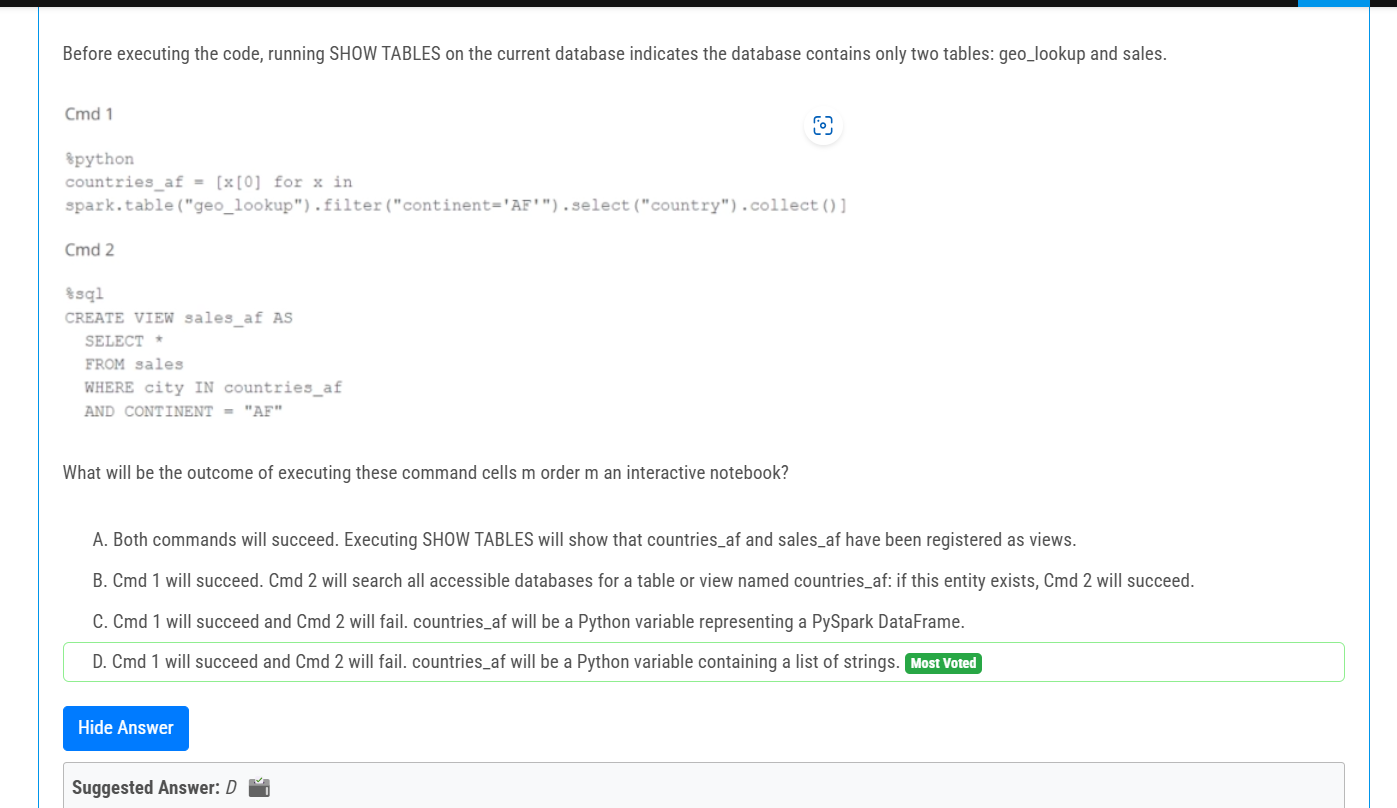 Before executing the code, running SHOW TABLES on the current database indicates the database contains only two tables: geo_lookup and sales.
Cmd 1
%python
countries_af = [x[0] for x in
spark.table("geo_lookup").filter("continent='AF'").select("country").collect()]
Cmd 2
%sql
CREATE VIEW sales_af AS
SELECT *
FROM sales
WHERE city IN countries_af
AND CONTINENT = "AF"
What will be the outcome of executing these command cells m order m an interactive notebook?
A. Both commands will succeed. Executing SHOW TABLES will show that countries_af and sales_af have been registered as views.
B. Cmd 1 will succeed. Cmd 2 will search all accessible databases for a table or view named countries_af: if this entity exists, Cmd 2 will succeed.
C. Cmd 1 will succeed and Cmd 2 will fail. countries_af will be a Python variable representing a PySpark DataFrame.
D. Cmd 1 will succeed and Cmd 2 will fail. countries_af will be a Python variable containing a list of strings. Most Voted
Hide Answer
Suggested Answer: D